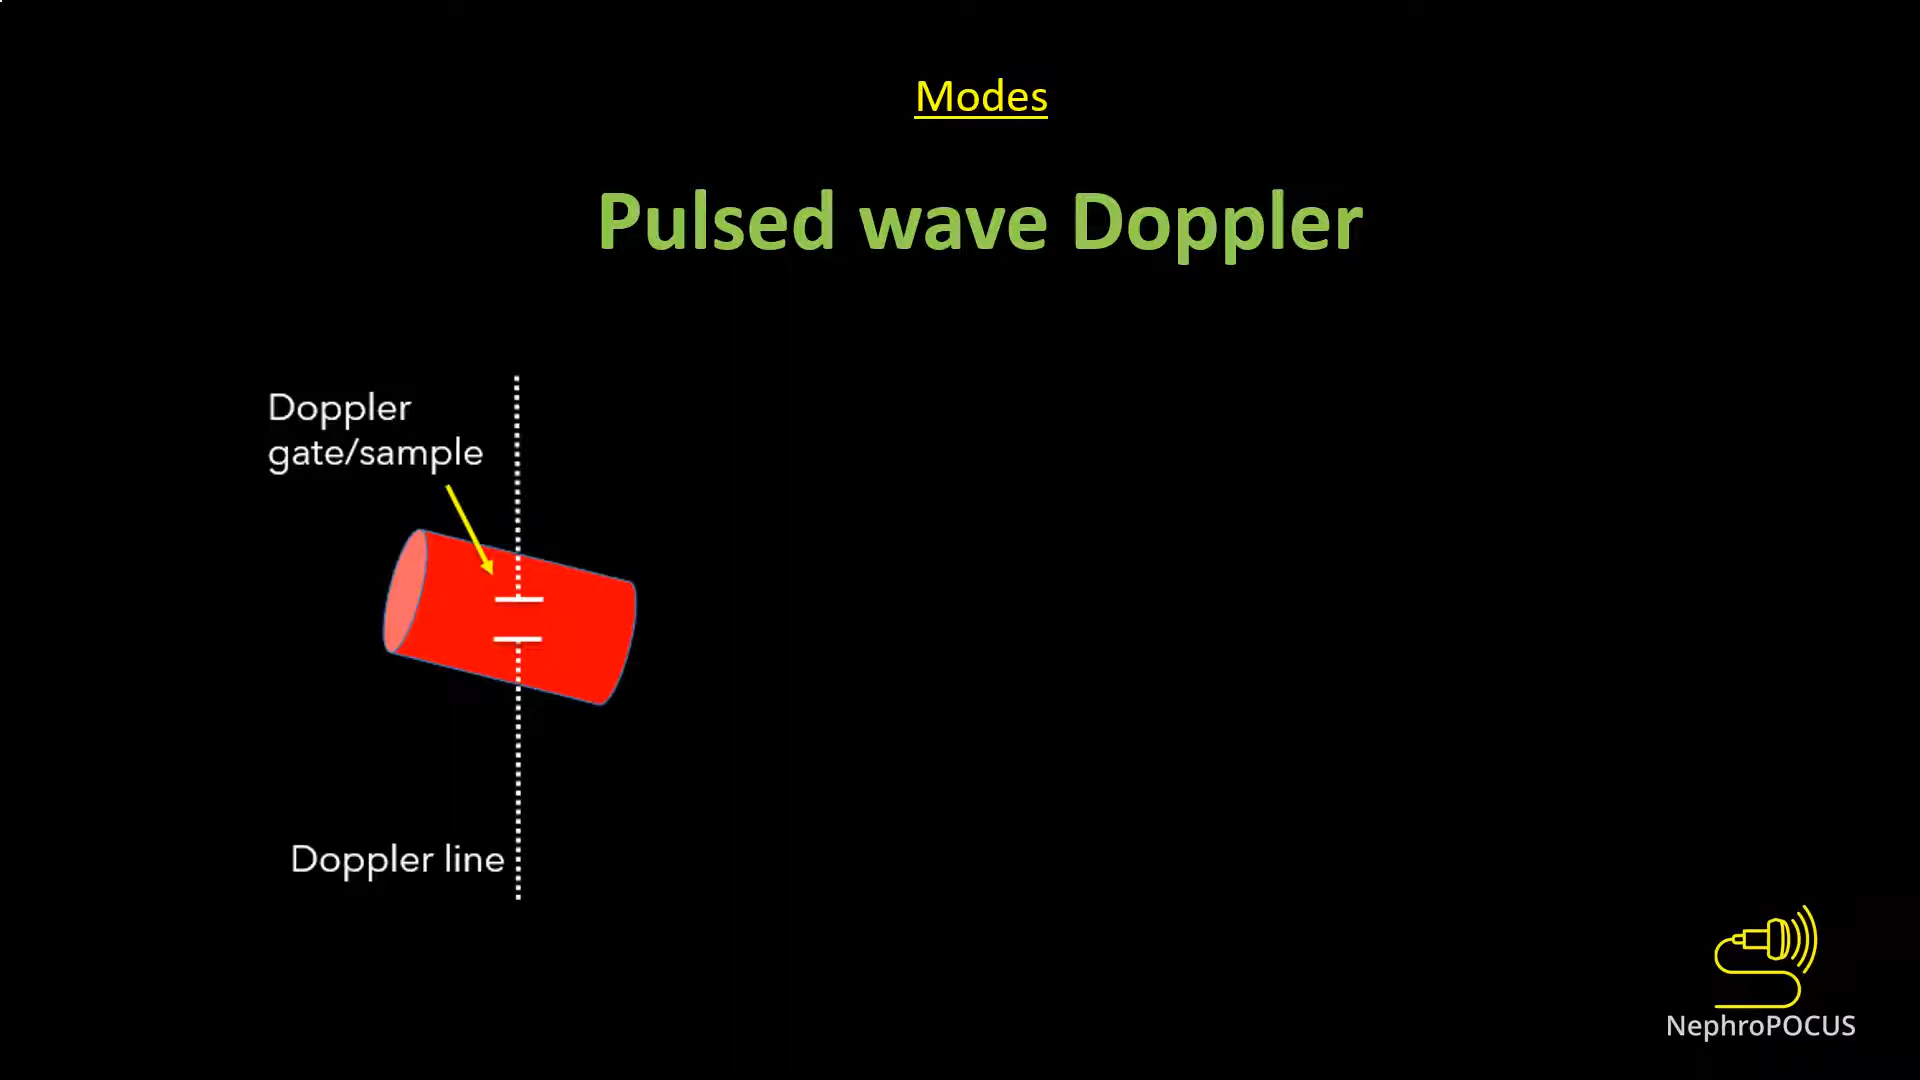 Modes
Pulsed wave Doppler
Doppler
gate/sample
Doppler line
NephroPOCUS